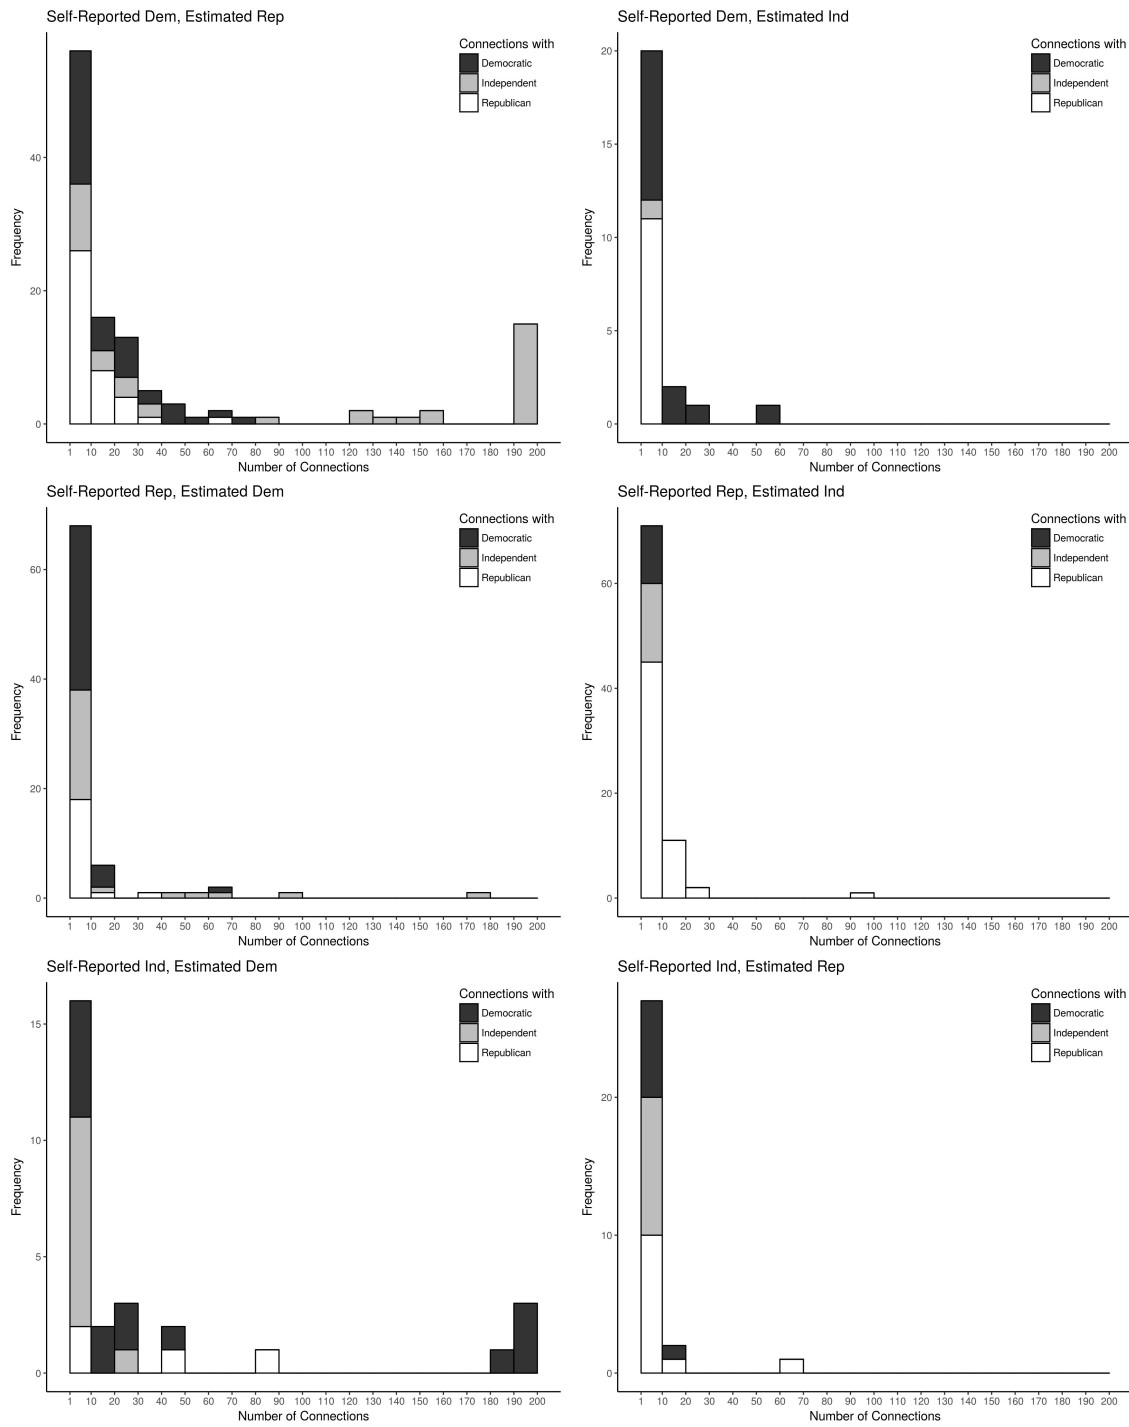 Self-Reported Dem, Estimated Rep
Connections with
Democratic
Independent
Republican
Frequency
40
20
0
1 10 20 30 40 50 60 70 80 90 100 110 120 130 140 150 160 170 180 190 200
Number of Connections
Self-Reported Dem, Estimated Ind
Connections with
Democratic
Independent
Republican
Frequency
20
15
10
5
0
1 10 20 30 40 50 60 70 80 90 100 110 120 130 140 150 160 170 180 190 200
Number of Connections
Self-Reported Rep, Estimated Dem
Connections with
Democratic
Independent
Republican
Frequency
60
40
20
0
1 10 20 30 40 50 60 70 80 90 100 110 120 130 140 150 160 170 180 190 200
Number of Connections
Self-Reported Rep, Estimated Ind
Connections with
Democratic
Independent
Republican
Frequency
60
40
20
0
1 10 20 30 40 50 60 70 80 90 100 110 120 130 140 150 160 170 180 190 200
Number of Connections
Self-Reported Ind, Estimated Dem
Connections with
Democratic
Independent
Republican
Frequency
15
10
5
0
1 10 20 30 40 50 60 70 80 90 100 110 120 130 140 150 160 170 180 190 200
Number of Connections
Self-Reported Ind, Estimated Rep
Connections with
Democratic
Independent
Republican
Frequency
20
10
0
1 10 20 30 40 50 60 70 80 90 100 110 120 130 140 150 160 170 180 190 200
Number of Connections